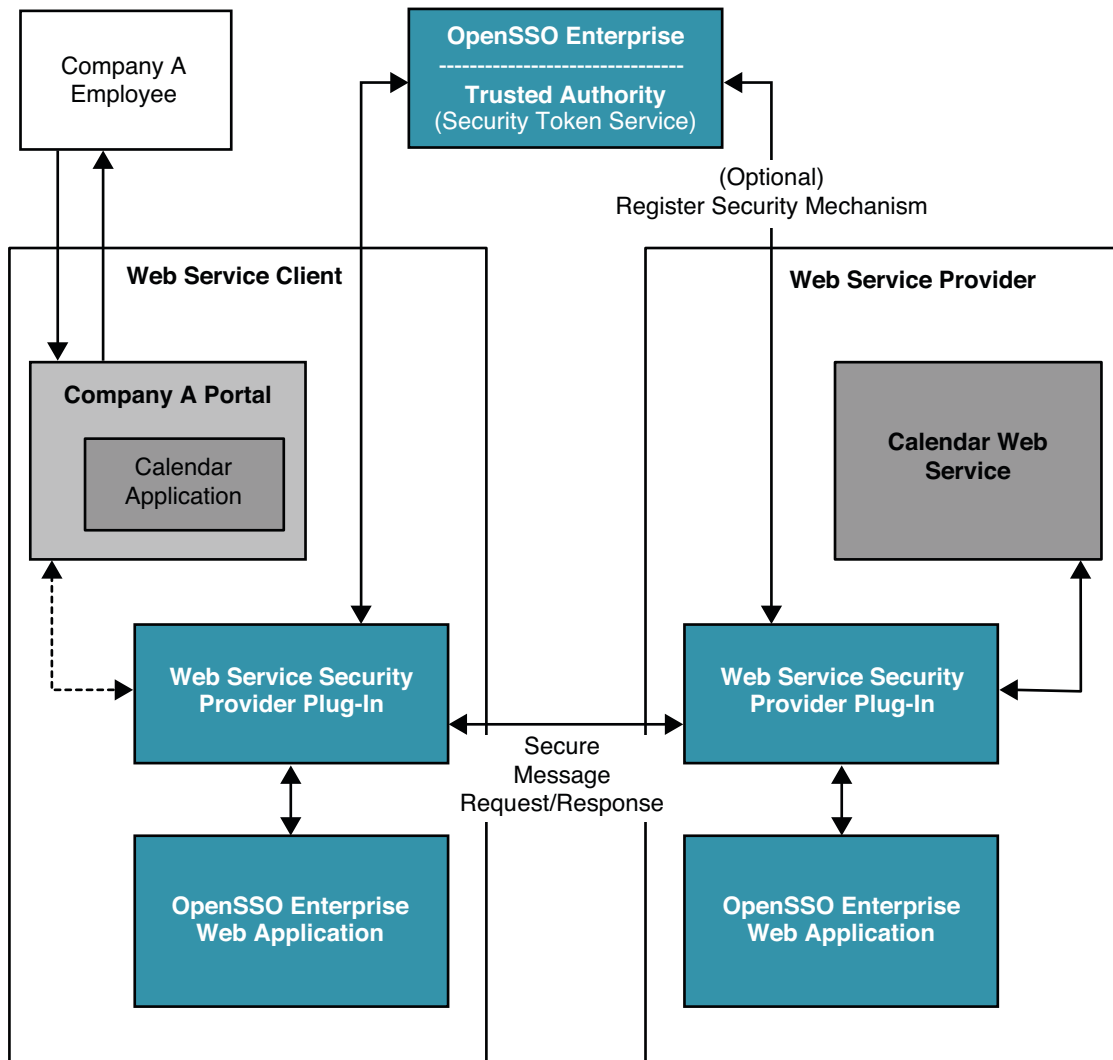 Company A
Employee
OpenSSO Enterprise
--------------------------------
Trusted Authority
(Security Token Service)
(Optional)
Register Security Mechanism
Web Service Client
Web Service Provider
Company A Portal
Calendar
Application
Calendar Web
Service
Web Service Security
Provider Plug-In
Web Service Security
Provider Plug-In
Secure
Message
Request/Response
OpenSSO Enterprise
Web Application
OpenSSO Enterprise
Web Application